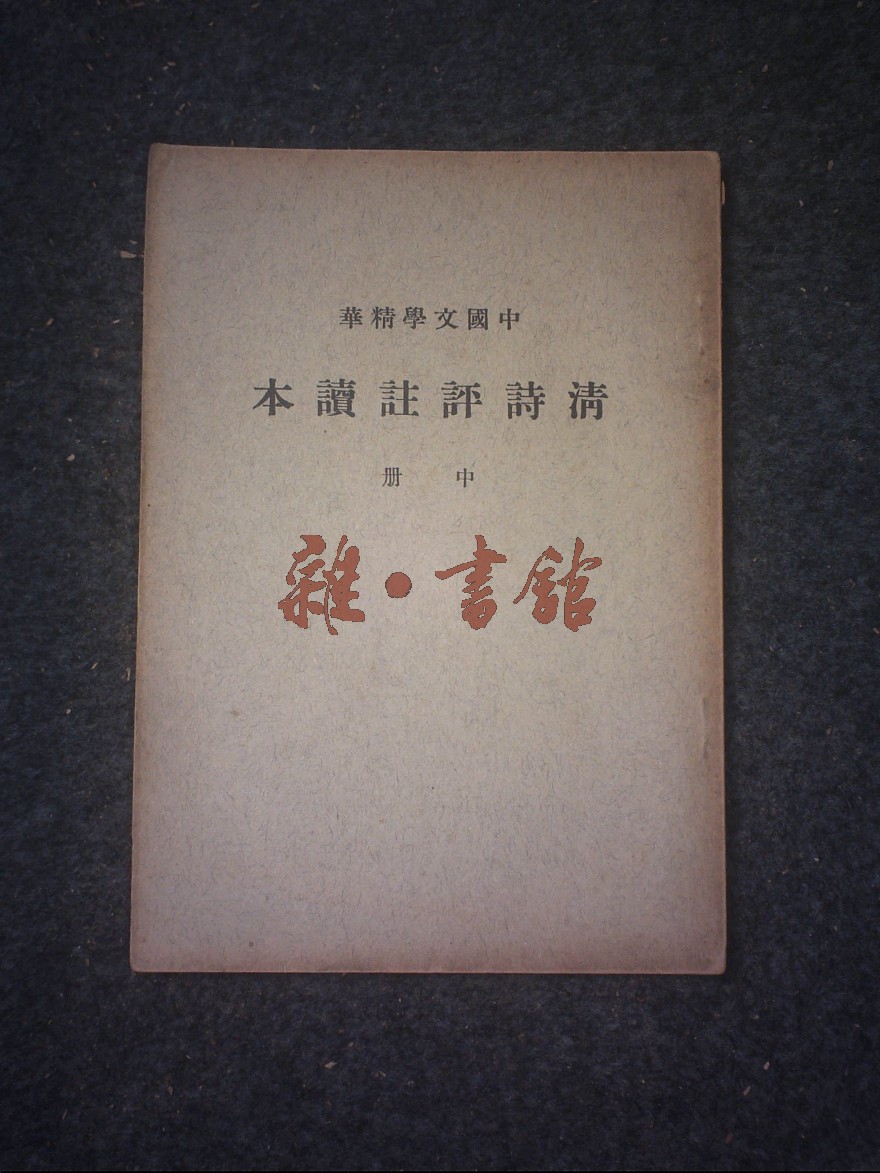 中國文學精華
清詩評註讀本
中册
雜·書館